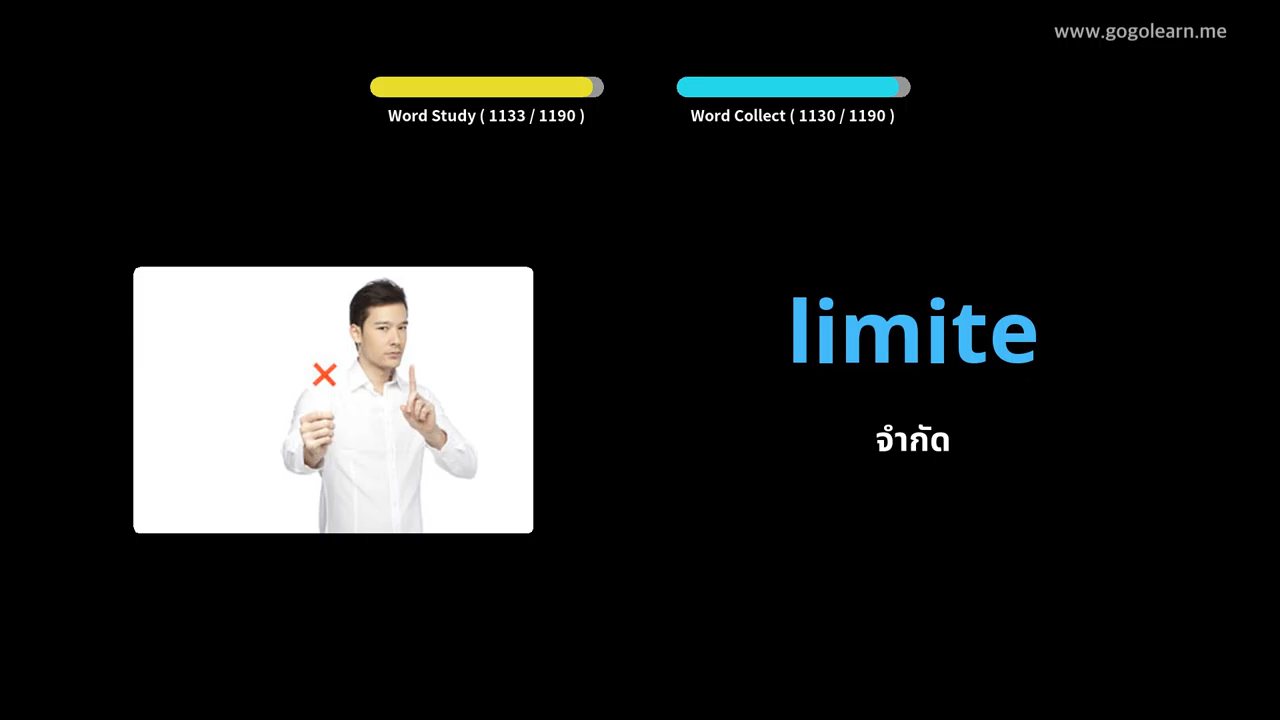 www.gogolearn.me
Word Study ( 1133 / 1190 )
Word Collect ( 1130 / 1190 )
limite
จำกัด